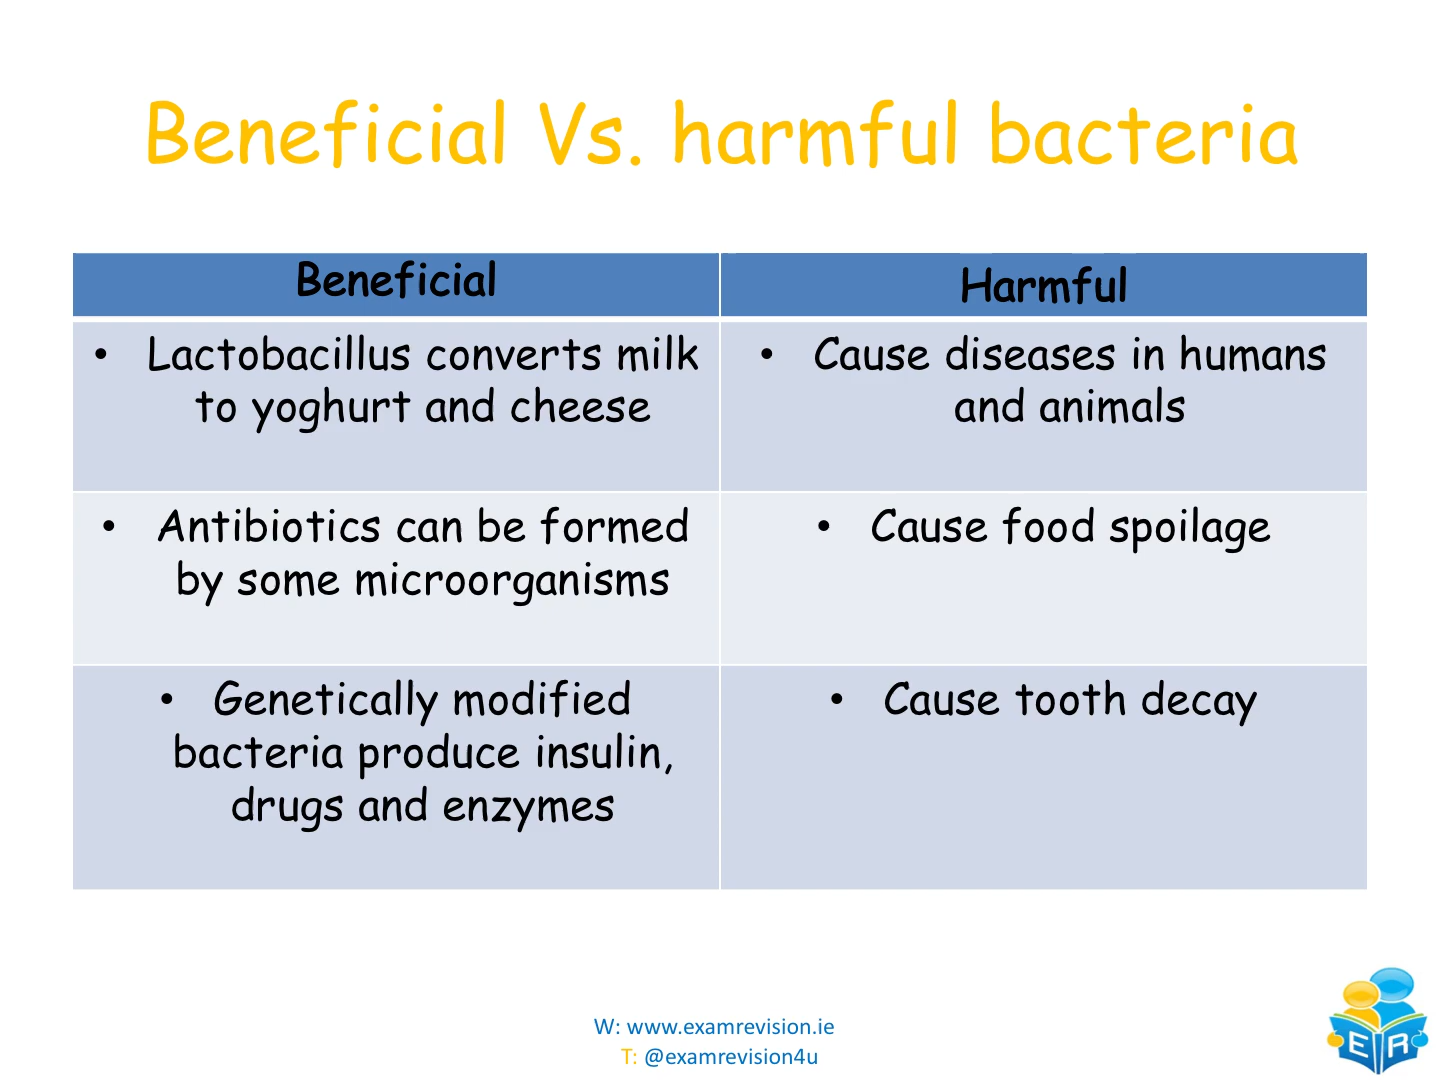 Beneficial Vs. harmful bacteria
Beneficial
Harmful
• Lactobacillus converts milk
to yoghurt and cheese
• Cause diseases in humans
and animals
• Antibiotics can be formed
by some microorganisms
• Cause food spoilage
• Genetically modified
bacteria produce insulin,
drugs and enzymes
• Cause tooth decay
W: www.examrevision.ie
T: @examrevision4u
E R